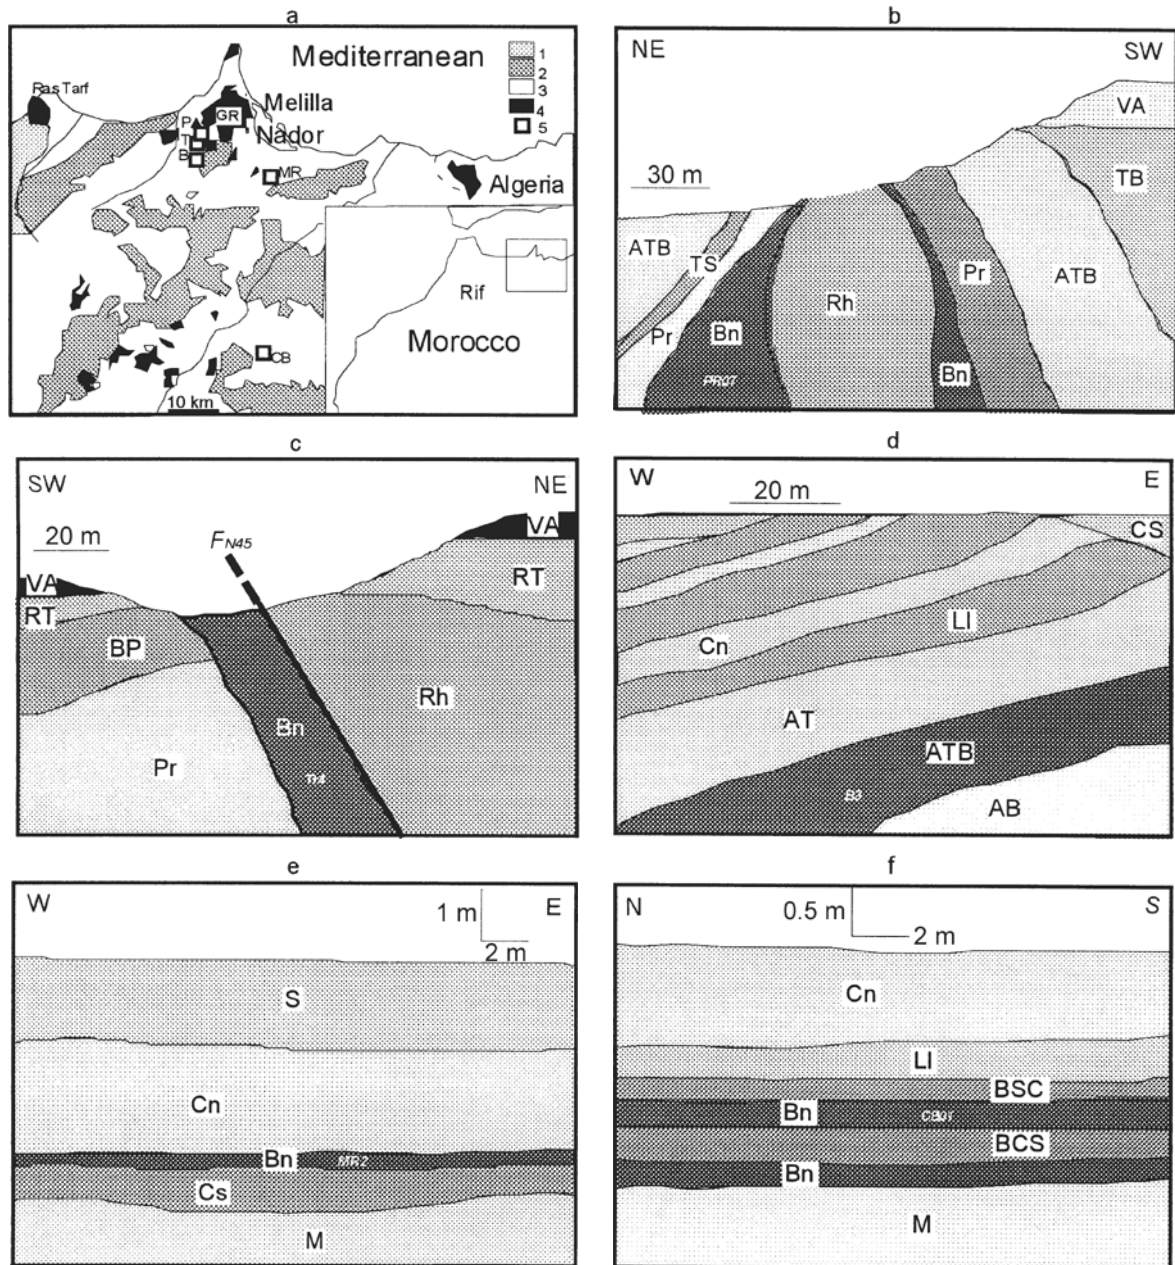 a
Mediterranean
1
2
3
4
5
Ras Tarf
Melilla
GR
P
Nador
T
B
MR
Algeria
Rif
Morocco
CB
10 km
b
NE
SW
VA
30 m
TB
ATB
TS
Pr
ATB
Rh
Pr
Bn
Bn
PR07
c
SW
NE
20 m
FN45
VA
VA
RT
RT
BP
Rh
Bn
Pr
d
W
E
20 m
CS
LI
Cn
AT
ATB
B3
AB
e
W
1 m
E
2 m
S
Cn
Bn
MR2
Cs
M
f
N
0.5 m
S
2 m
Cn
LI
BSC
Bn
CB01
BCS
Bn
M